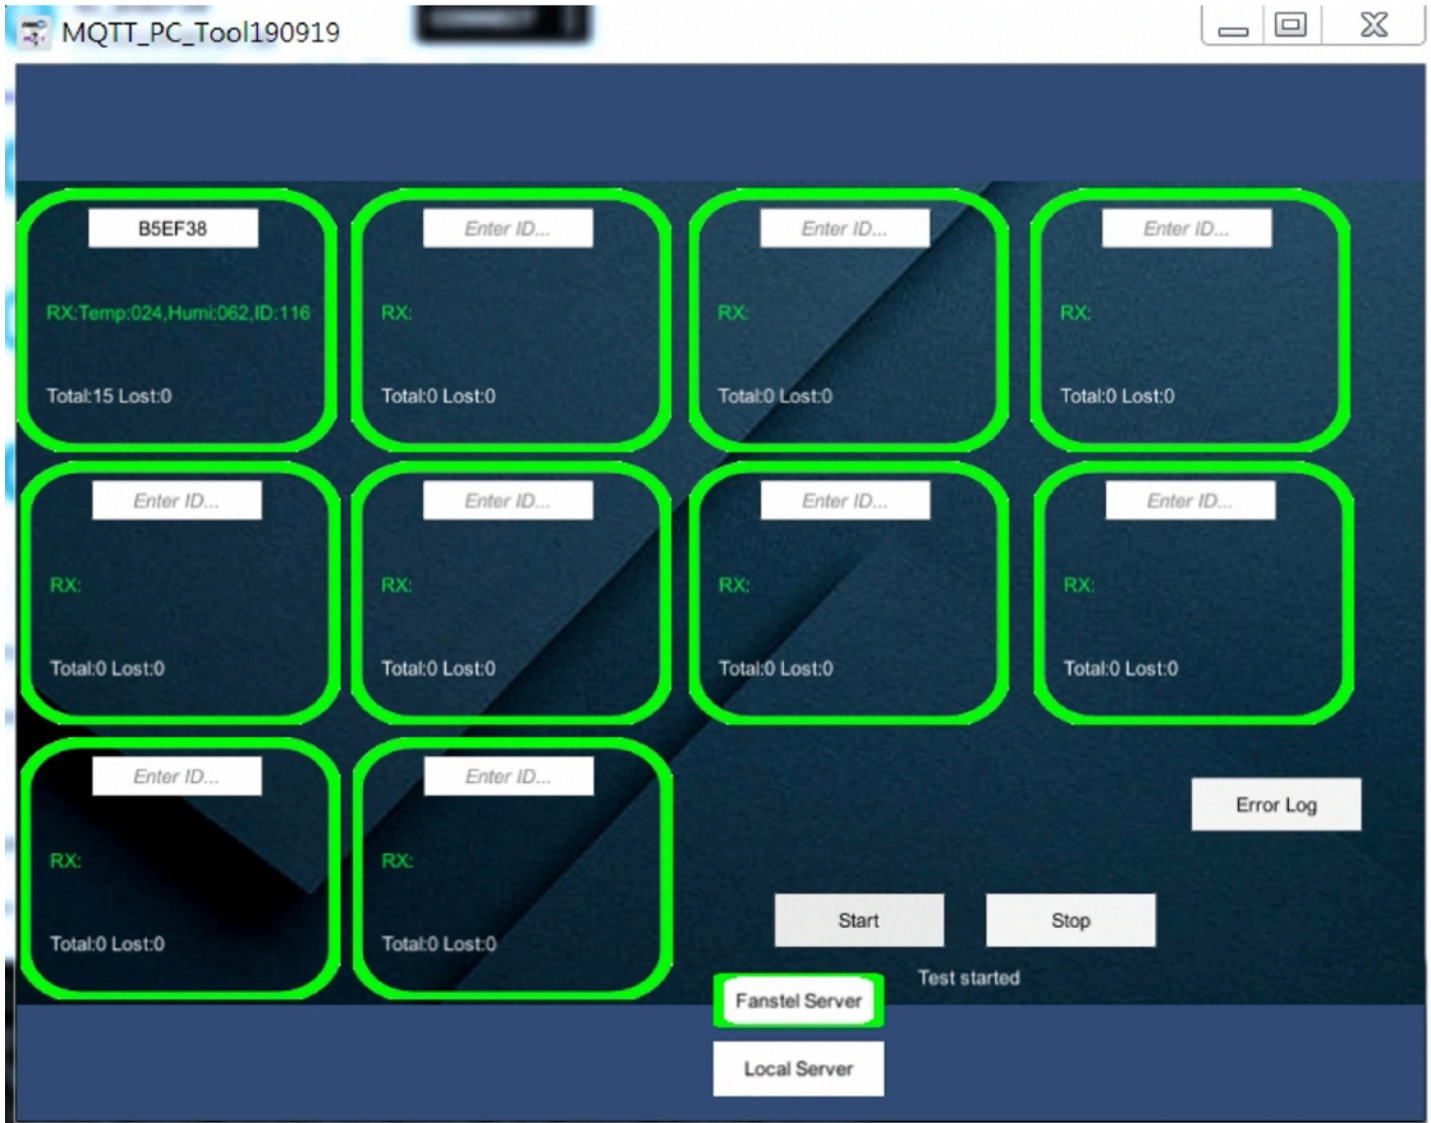 MQTT_PC_Tool190919
B5EF38
Enter ID...
Enter ID...
Enter ID...
RX:Temp:024,Humi:062,ID:116
RX:
RX:
RX:
Total:15 Lost:0
Total:0 Lost:0
Total:0 Lost:0
Total:0 Lost:0
Enter ID...
Enter ID...
Enter ID...
Enter ID...
RX:
RX:
RX:
RX:
Total:0 Lost:0
Total:0 Lost:0
Total:0 Lost:0
Total:0 Lost:0
Enter ID...
Enter ID...
Error Log
RX:
RX:
Start
Stop
Total:0 Lost:0
Total:0 Lost:0
Test started
Fanstel Server
Local Server